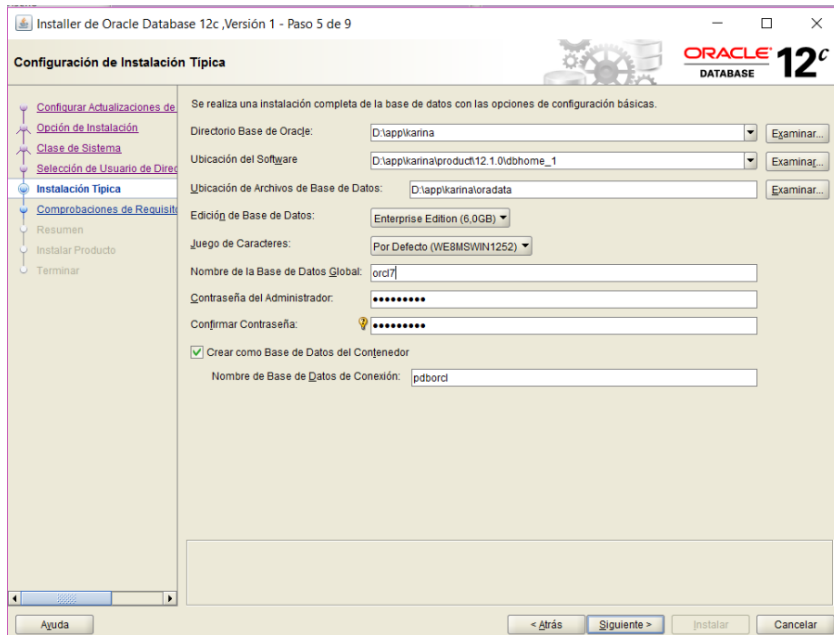 Installer de Oracle Database 12c ,Versión 1 - Paso 5 de 9
Configuración de Instalación Típica
ORACLE
DATABASE
12c
Configurar Actualizaciones de
Opción de Instalación
Clase de Sistema
Selección de Usuario de Direc
Instalación Típica
Comprobaciones de Requisito
Resumen
Instalar Producto
Terminar
Se realiza una instalación completa de la base de datos con las opciones de configuración básicas.
Directorio Base de Oracle: D:\app\karina Examinar...
Ubicación del Software D:\app\karina\product\12.1.0\dbhome_1 Examinar...
Ubicación de Archivos de Base de Datos: D:\app\karina\oradata Examinar...
Edición de Base de Datos: Enterprise Edition (6,0GB)
Juego de Caracteres: Por Defecto (WE8MSWIN1252)
Nombre de la Base de Datos Global: orcl7
Contraseña del Administrador: •••••••••
Confirmar Contraseña: •••••••••
Crear como Base de Datos del Contenedor
Nombre de Base de Datos de Conexión: pdborcl
Ayuda < Atrás Siguiente > Instalar Cancelar